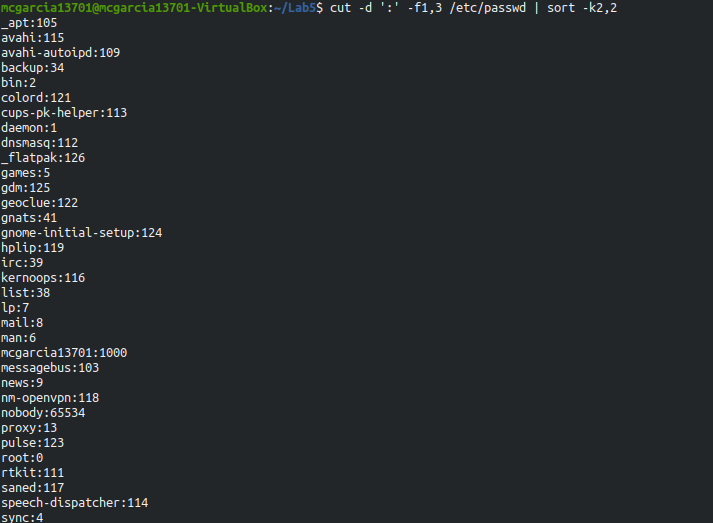 mcgarcia13701@mcgarcia13701-VirtualBox:~/Lab5$ cut -d ':' -f1,3 /etc/passwd | sort -k2,2
_apt:105
avahi:115
avahi-autoipd:109
backup:34
bin:2
colord:121
cups-pk-helper:113
daemon:1
dnsmasq:112
_flatpak:126
games:5
gdm:125
geoclue:122
gnats:41
gnome-initial-setup:124
hplip:119
irc:39
kernoops:116
list:38
lp:7
mail:8
man:6
mcgarcia13701:1000
messagebus:103
news:9
nm-openvpn:118
nobody:65534
proxy:13
pulse:123
root:0
rtkit:111
saned:117
speech-dispatcher:114
sync:4